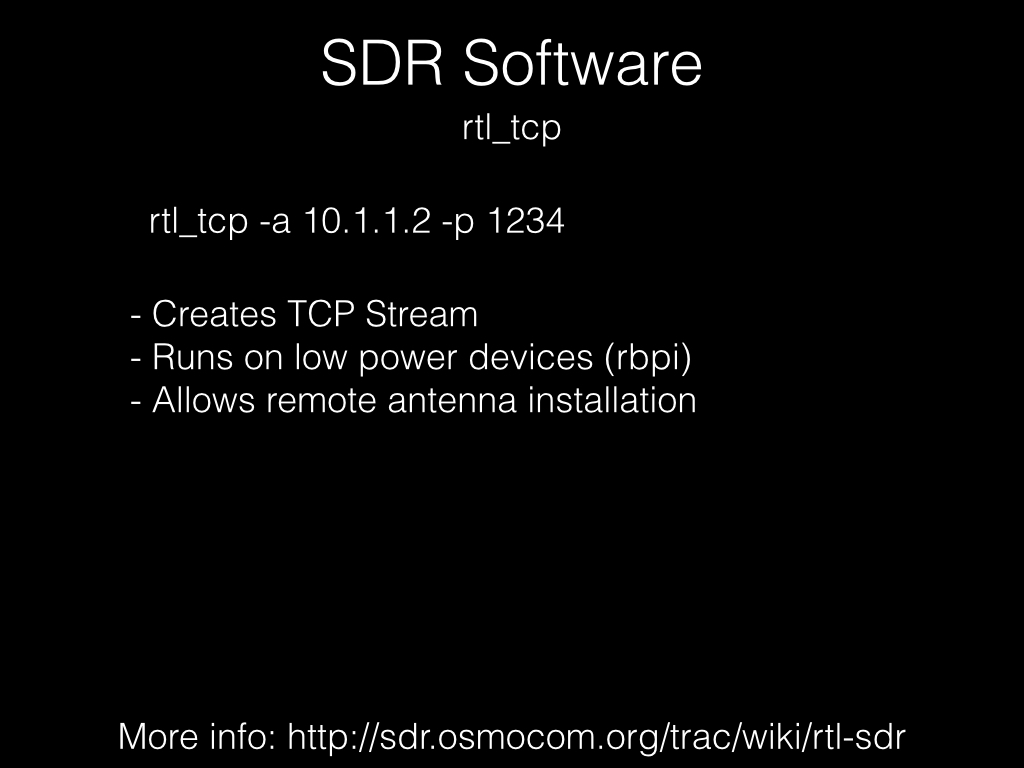 SDR Software
rtl_tcp
rtl_tcp -a 10.1.1.2 -p 1234
- Creates TCP Stream
- Runs on low power devices (rbpi)
- Allows remote antenna installation
More info: http://sdr.osmocom.org/trac/wiki/rtl-sdr